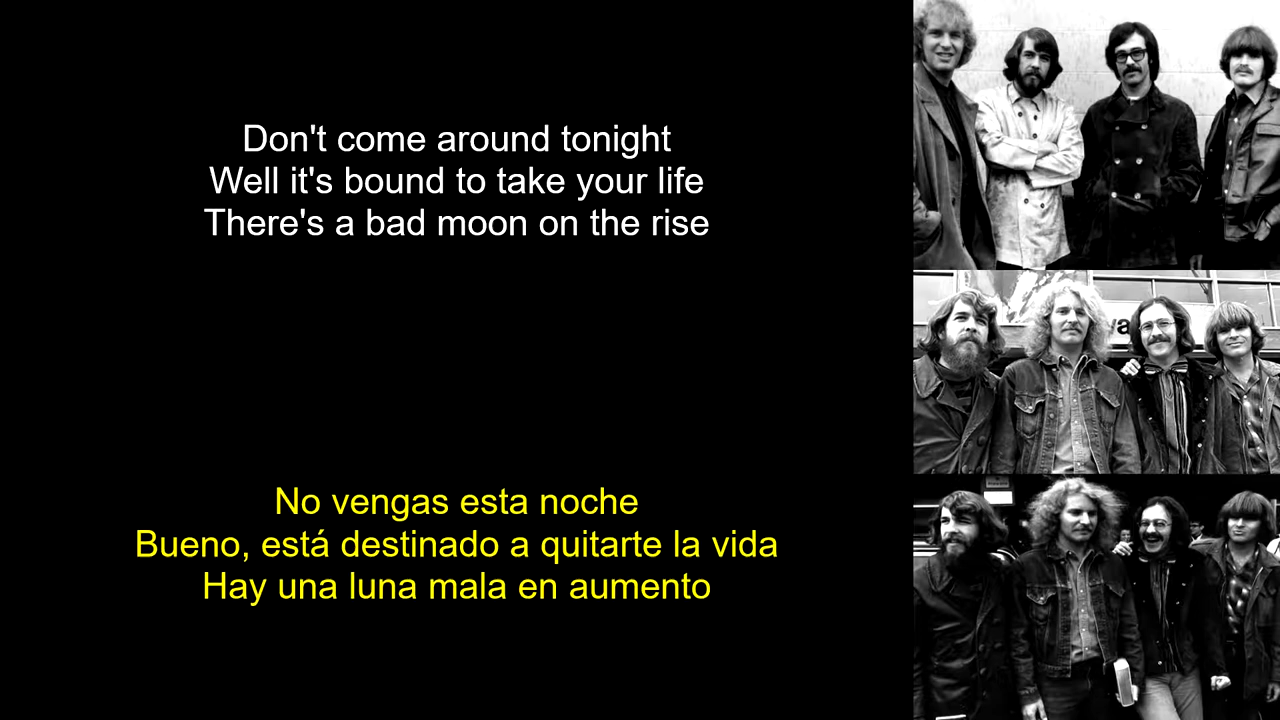 Don't come around tonight
Well it's bound to take your life
There's a bad moon on the rise
No vengas esta noche
Bueno, está destinado a quitarte la vida
Hay una luna mala en aumento